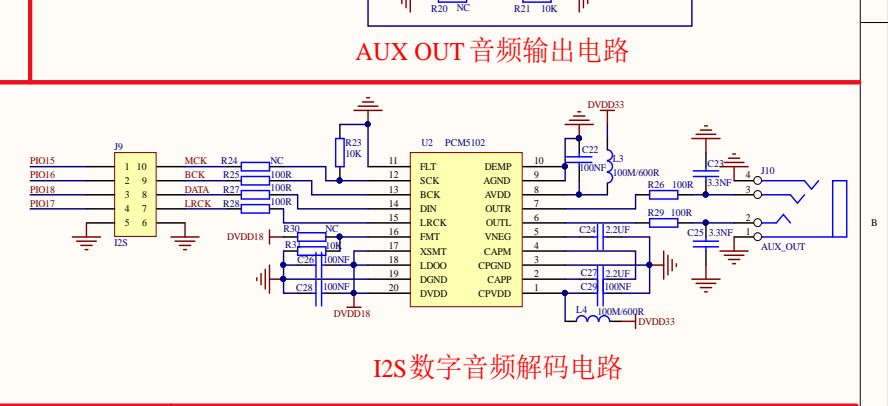 R20 NC R21 10K
AUX OUT 音频输出电路
DVDD33
J9
R23
10K
U2 PCM5102
C22
100NF
L3
100M/600R
C23
3.3NF
J10
PIO15 1 10 MCK R24 NC
PIO16 2 9 BCK R25 100R
PIO18 3 8 DATA R27 100R
PIO17 4 7 LRCK R28 100R
5 6
I2S
11 FLT DEMP 10
12 SCK AGND 9
13 BCK AVDD 8
14 DIN OUTR 7
15 LRCK OUTL 6
16 FMT VNEG 5
17 XSMT CAPM 4
18 LDOO CPGND 3
19 DGND CAPP 2
20 DVDD CPVDD 1
R26 100R
R29 100R
4
3
2
1
AUX_OUT
B
DVDD18
R30 NC
10K
C26 100NF
C28 100NF
DVDD18
C24 2.2UF
C25 3.3NF
C27 2.2UF
C29 100NF
L4 100M/600R
DVDD33
I2S数字音频解码电路